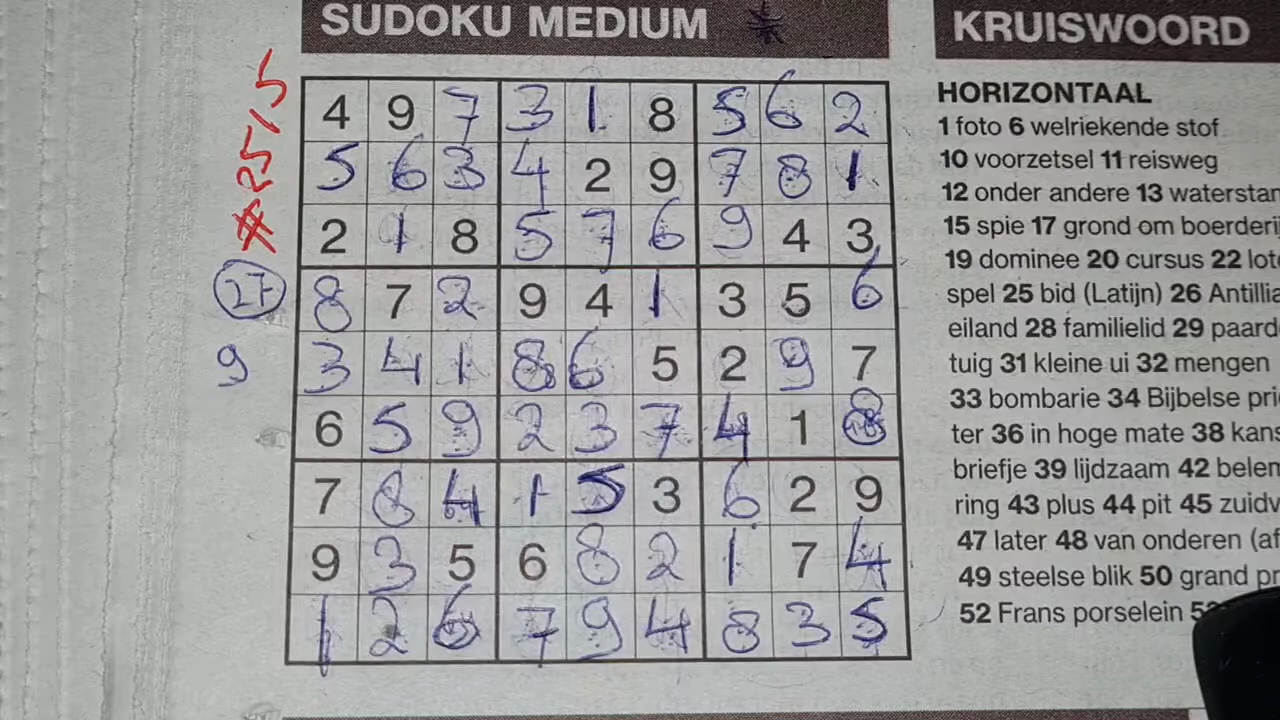 SUDOKU MEDIUM *
KRUISWOORD
#2515
4 9 7 3 1 8 5 6 2
5 6 3 4 2 9 7 8 1
2 1 8 5 7 6 9 4 3
27
8 7 2 9 4 1 3 5 6
9
3 4 1 8 6 5 2 9 7
6 5 9 2 3 7 4 1 8
7 8 4 1 5 3 6 2 9
9 3 5 6 8 2 1 7 4
1 2 6 7 9 4 8 3 5
HORIZONTAAL
1 foto 6 welriekende stof
10 voorzetsel 11 reisweg
12 onder andere 13 waterstan
15 spie 17 grond om boerderij
19 dominee 20 cursus 22 lote
spel 25 bid (Latijn) 26 Antillia
eiland 28 familielid 29 paard
tuig 31 kleine ui 32 mengen
33 bombarie 34 Bijbelse prie
ter 36 in hoge mate 38 kans
briefje 39 lijdzaam 42 belem
ring 43 plus 44 pit 45 zuidv
47 later 48 van onderen (af
49 steelse blik 50 grand pr
52 Frans porselein